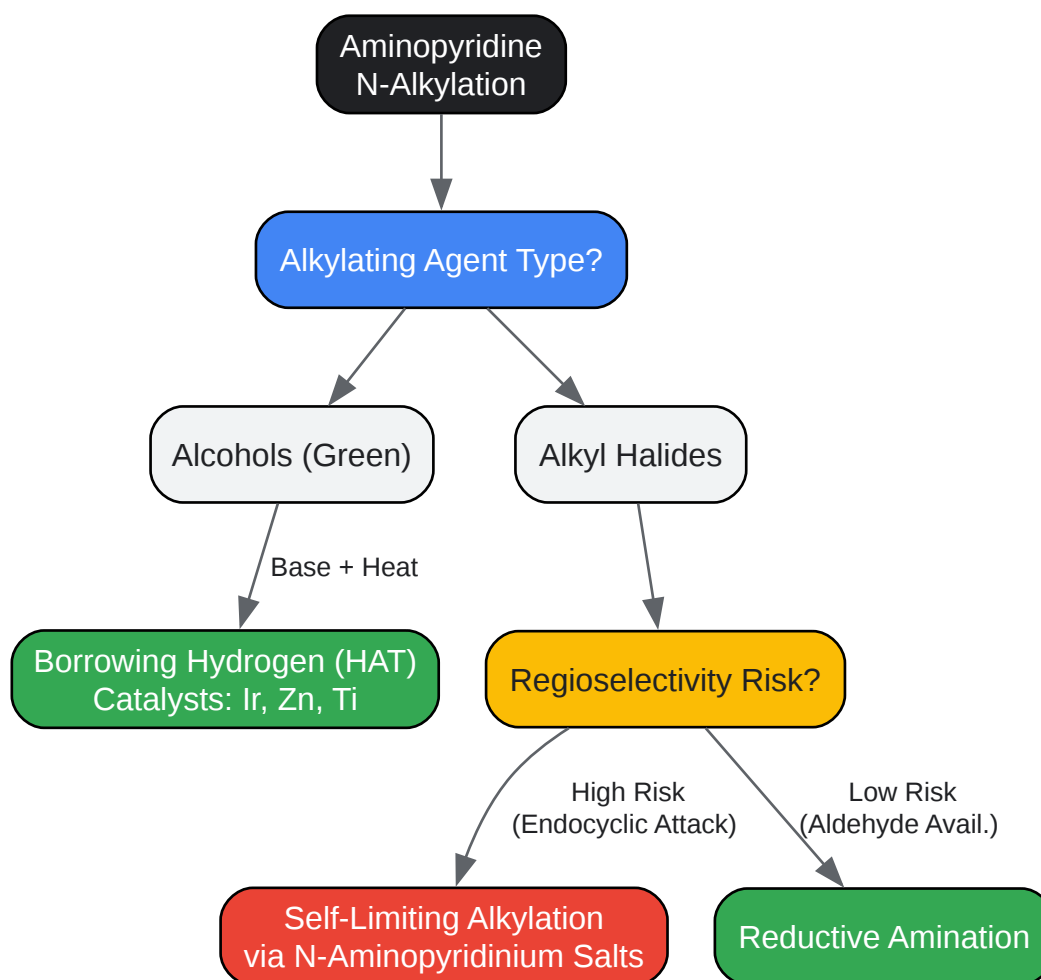 Aminopyridine
N-Alkylation
Alkylating Agent Type?
Alcohols (Green)
Alkyl Halides
Base + Heat
Borrowing Hydrogen (HAT)
Catalysts: Ir, Zn, Ti
Regioselectivity Risk?
High Risk
(Endocyclic Attack)
Low Risk
(Aldehyde Avail.)
Self-Limiting Alkylation
via N-Aminopyridinium Salts
Reductive Amination